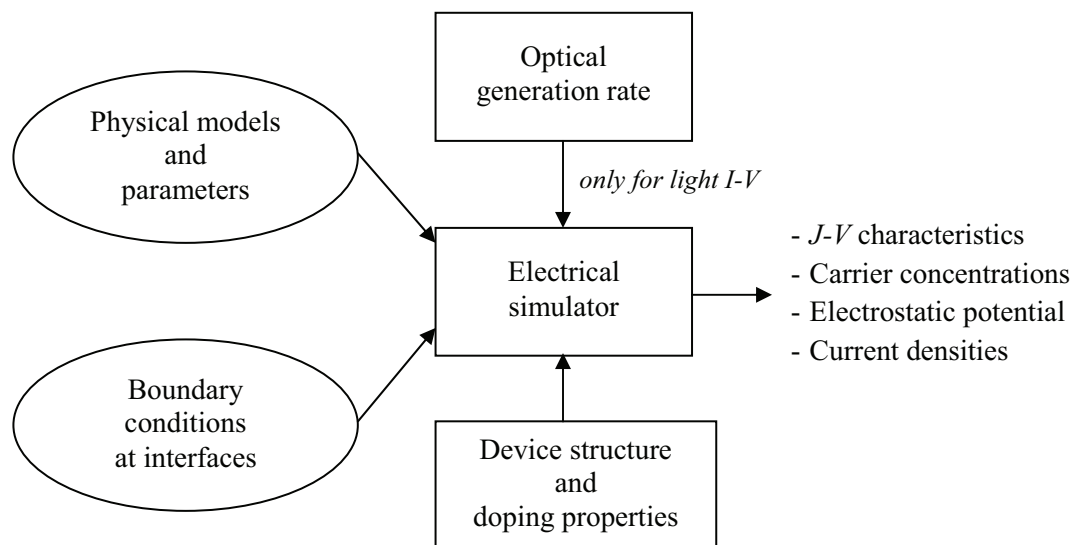 Optical
generation rate
Physical models
and
parameters
only for light I-V
Electrical
simulator
- J-V characteristics
- Carrier concentrations
- Electrostatic potential
- Current densities
Boundary
conditions
at interfaces
Device structure
and
doping properties